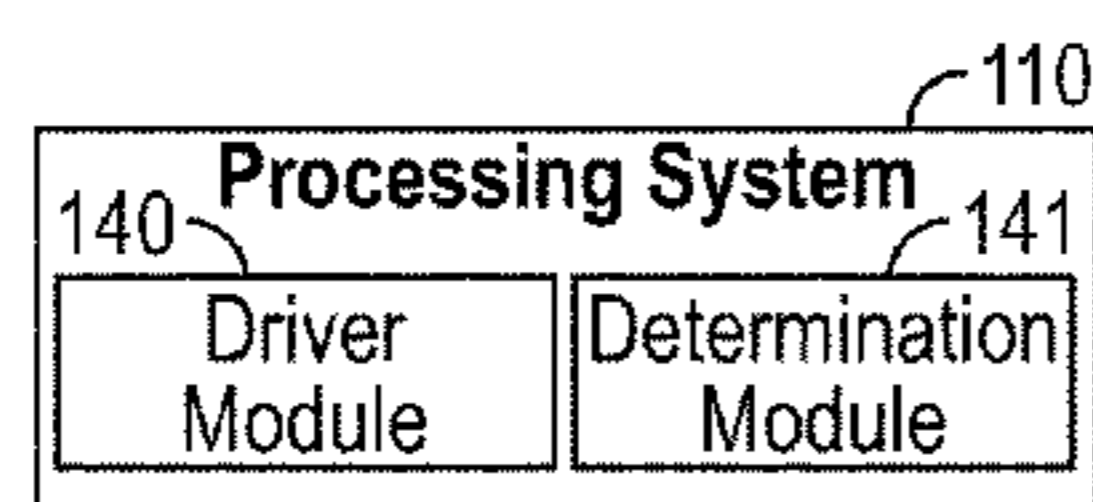 110
Processing System
140
141
Driver
Module
Determination
Module